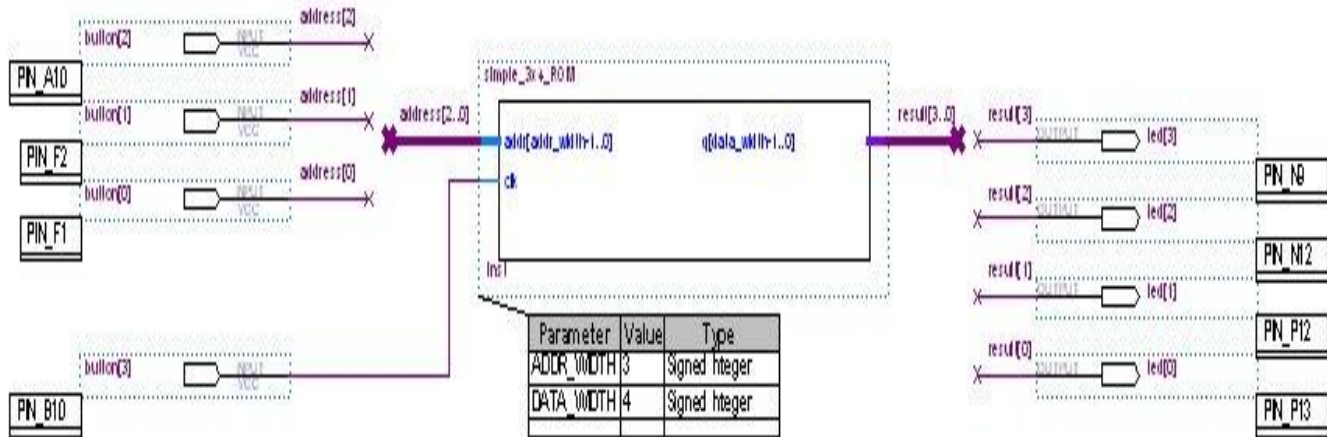 address[2]
button[2]
INPUT
VCC
PIN_A10
address[1]
button[1]
INPUT
VCC
PIN_F2
address[0]
button[0]
INPUT
VCC
PIN_F1
button[3]
INPUT
VCC
PIN_B10
simple_3x4_ROM
address[2..0]
addr[addr_width-1..0]
q[data_width-1..0]
clk
result[3..0]
inst
Parameter Value Type
ADDR_WIDTH 3 Signed Integer
DATA_WIDTH 4 Signed Integer
result[3]
OUTPUT
led[3]
PIN_N9
result[2]
OUTPUT
led[2]
PIN_N12
result[1]
OUTPUT
led[1]
PIN_P12
result[0]
OUTPUT
led[0]
PIN_P13